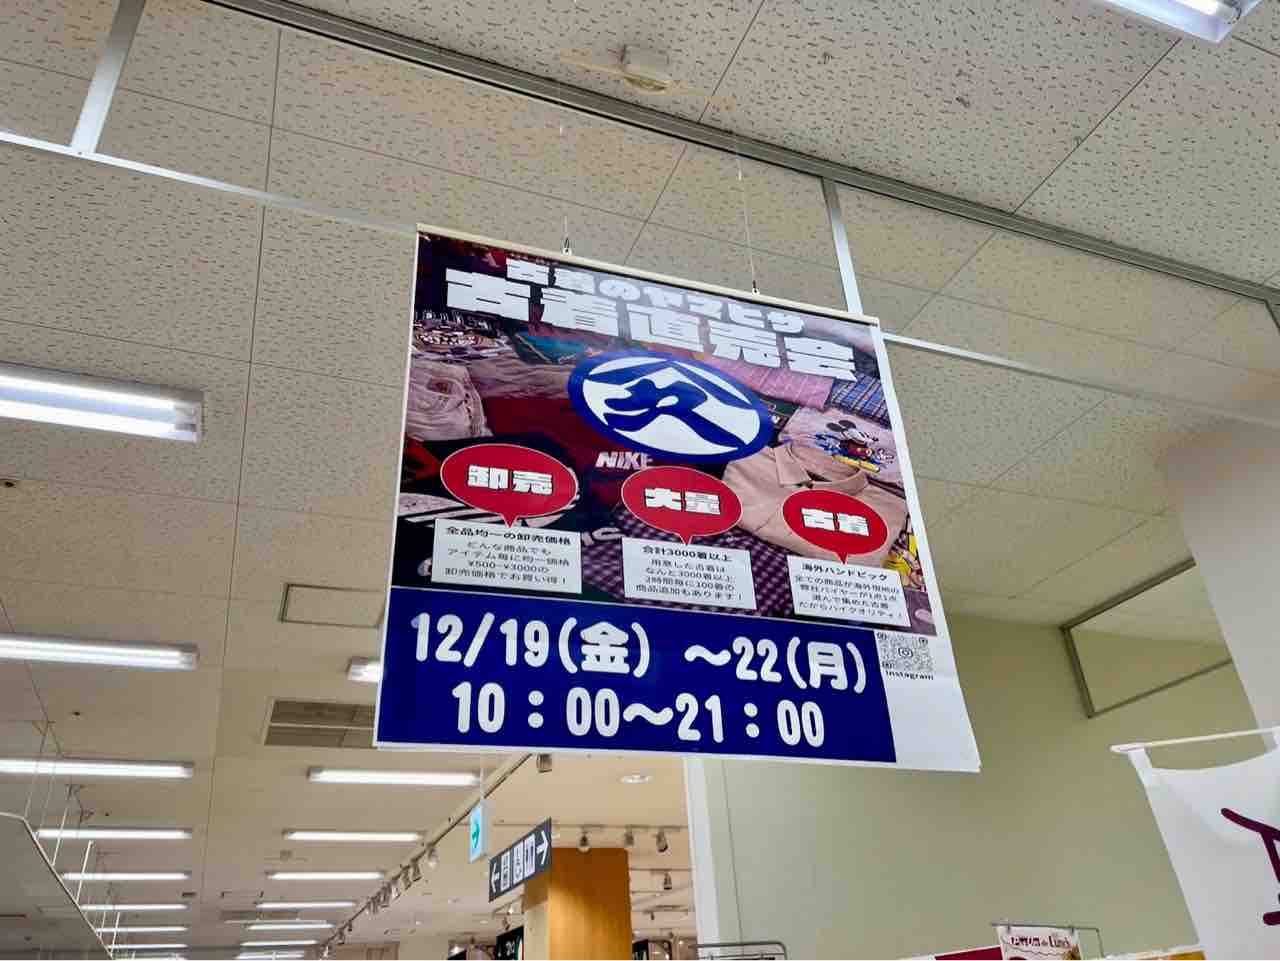 古着のヤマヒサ
古着直売会
久
NIKE
卸売
全品均一の卸売価格
どんな商品でも
アイテム毎に均一価格
¥500~¥3000の
卸売価格でお買い得！
大量
合計3000着以上
用意した古着は
なんと3000着以上
2時間毎に100着の
商品追加もあります！
古着
海外ハンドピック
全ての商品が海外現地の
弊社バイヤーが1点1点
選んで集めた古着
だからハイクオリティ！
12/19(金) ～22(月)
10：00～21：00
Instagram